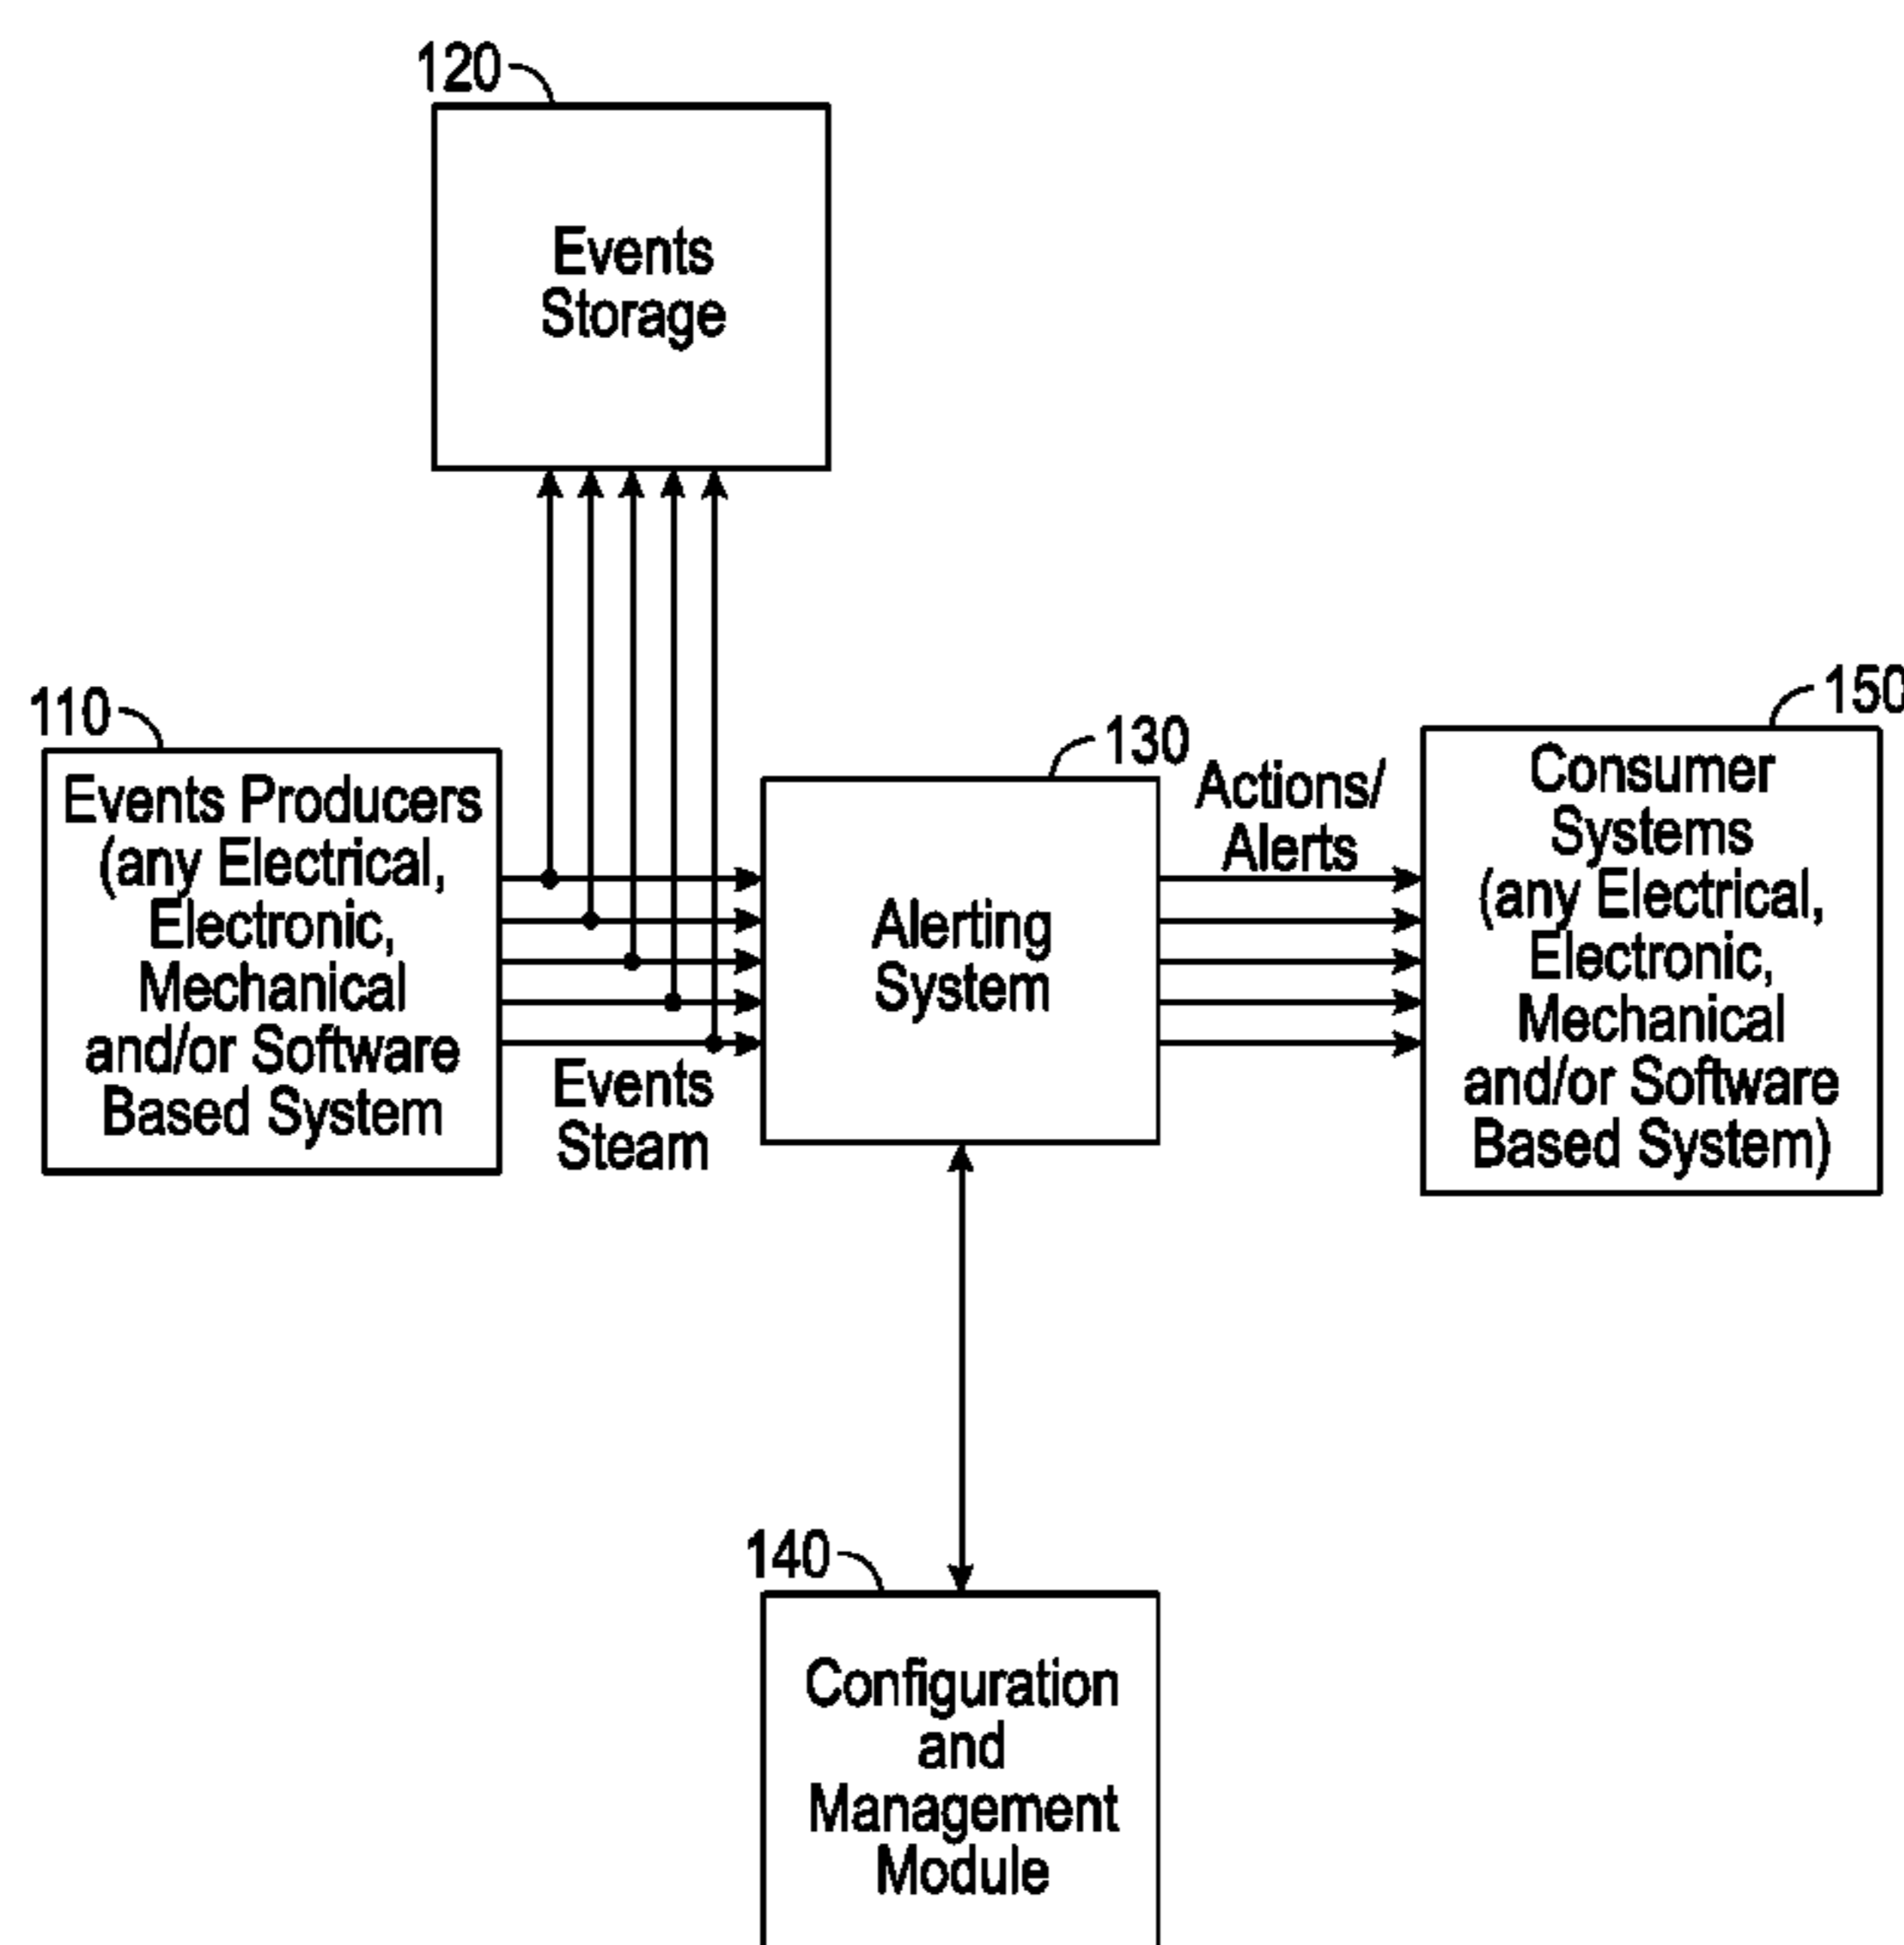 120
Events
Storage
110
Events Producers
(any Electrical,
Electronic,
Mechanical
and/or Software
Based System
Events
Steam
130
Alerting
System
Actions/
Alerts
150
Consumer
Systems
(any Electrical,
Electronic,
Mechanical
and/or Software
Based System)
140
Configuration
and
Management
Module